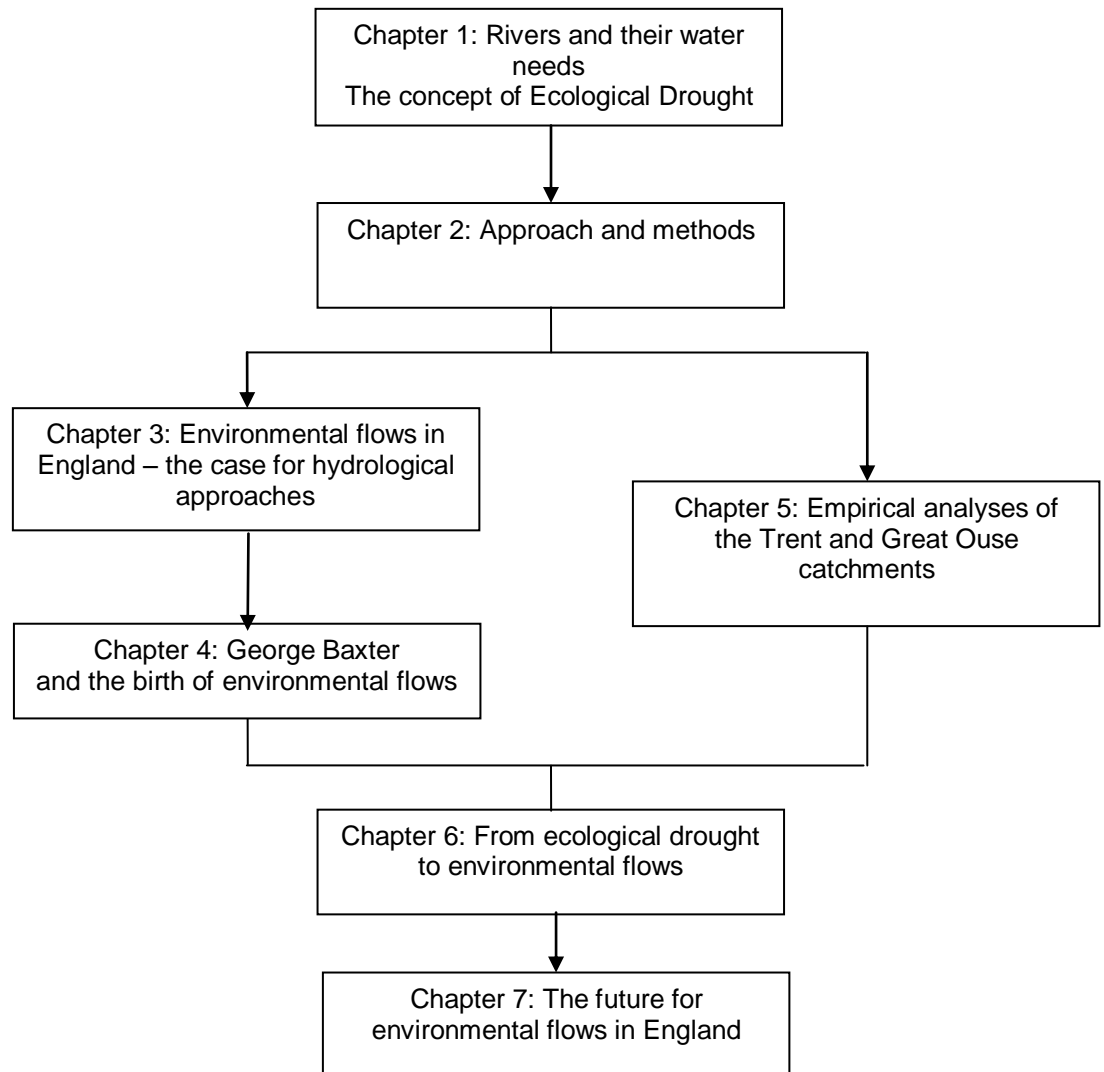 Chapter 1: Rivers and their water
needs
The concept of Ecological Drought
Chapter 2: Approach and methods
Chapter 3: Environmental flows in
England – the case for hydrological
approaches
Chapter 5: Empirical analyses of
the Trent and Great Ouse
catchments
Chapter 4: George Baxter
and the birth of environmental flows
Chapter 6: From ecological drought
to environmental flows
Chapter 7: The future for
environmental flows in England